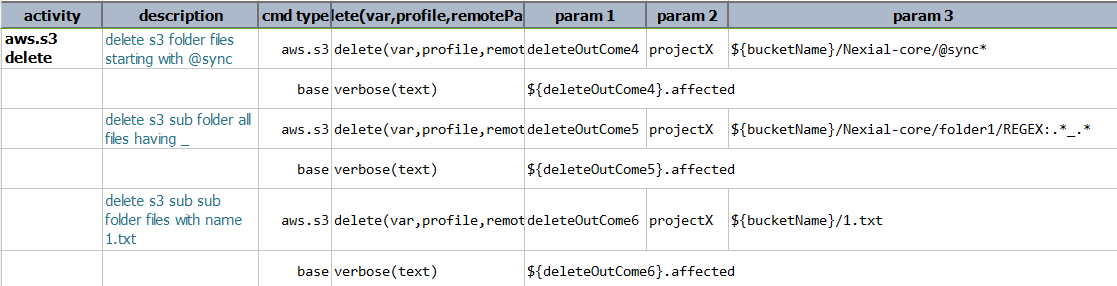 activity description cmd type lete(var,profile,remotePa param 1 param 2 param 3
aws.s3 delete s3 folder files aws.s3 delete(var,profile,remot deleteOutCome4 projectX ${bucketName}/Nexial-core/@sync*
delete starting with @sync
base verbose(text) ${deleteOutCome4}.affected
delete s3 sub folder all aws.s3 delete(var,profile,remot deleteOutCome5 projectX ${bucketName}/Nexial-core/folder1/REGEX:.*_.*
files having _
base verbose(text) ${deleteOutCome5}.affected
delete s3 sub sub
folder files with name aws.s3 delete(var,profile,remot deleteOutCome6 projectX ${bucketName}/1.txt
1.txt
base verbose(text) ${deleteOutCome6}.affected